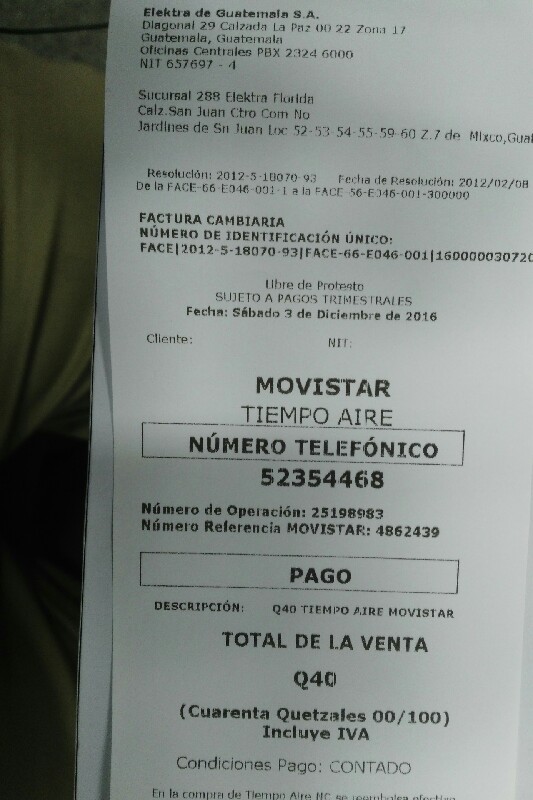 Elektra de Guatemala S.A.
Diagonal 29 Calzada La Paz 00 22 Zona 17
Guatemala, Guatemala
Oficinas Centrales PBX 2324 6000
NIT 657697 - 4
Sucursal 288 Elektra Florida
Calz.San Juan Ctro Com No
Jardines de Sn Juan Loc 52-53-54-55-59-60 Z.7 de Mixco,Gua
Resolución: 2012-5-18070-93 Fecha de Resolución: 2012/02/08
De la FACE-66-E046-001-1 a la FACE-56-E046-001-300000
FACTURA CAMBIARIA
NÚMERO DE IDENTIFICACIÓN ÚNICO:
FACE|2012-5-18070-93|FACE-66-E046-001|16000003072
Libre de Protesto
SUJETO A PAGOS TRIMESTRALES
Fecha: Sábado 3 de Diciembre de 2016
Cliente: NIT:
MOVISTAR
TIEMPO AIRE
NÚMERO TELEFÓNICO
52354468
Número de Operación: 25198983
Número Referencia MOVISTAR: 4862439
PAGO
DESCRIPCIÓN: Q40 TIEMPO AIRE MOVISTAR
TOTAL DE LA VENTA
Q40
(Cuarenta Quetzales 00/100)
Incluye IVA
Condiciones Pago: CONTADO
En la compra de Tiempo Aire NC se reembolsa efectivo